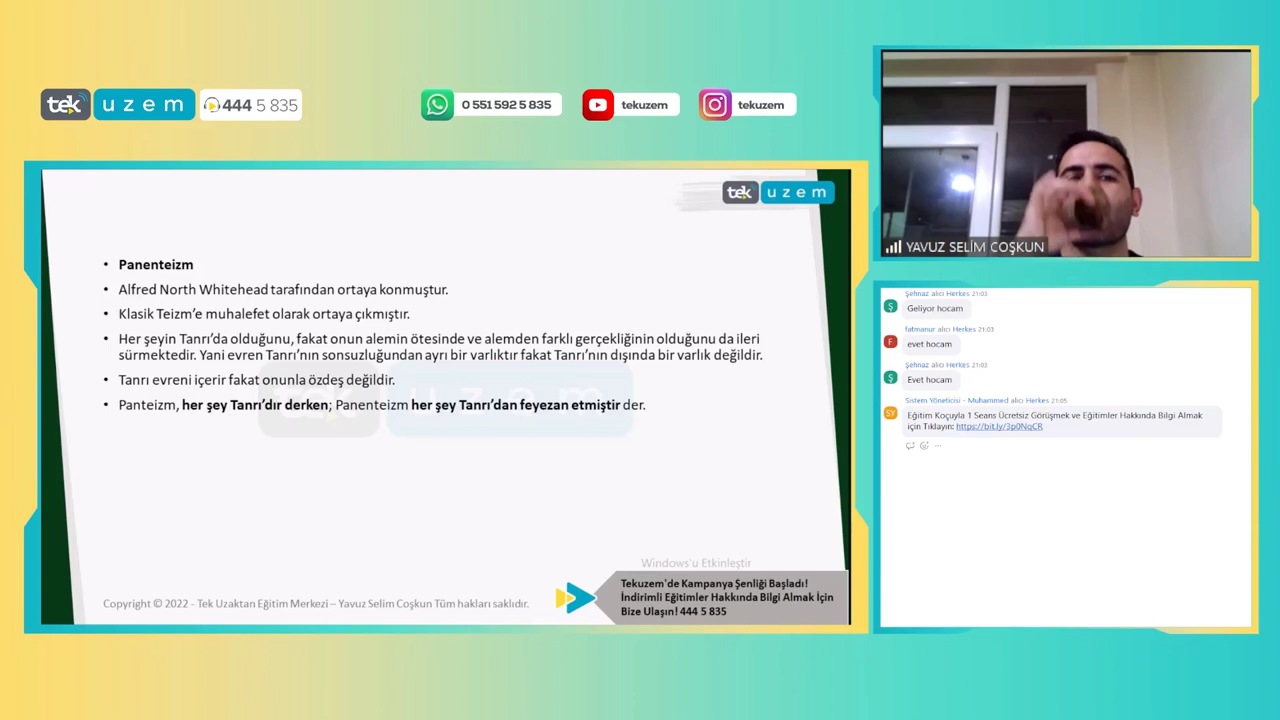 tek uzem 444 5 835
0 551 592 5 835
tekuzem
tekuzem
tek uzem
• Panenteizm
• Alfred North Whitehead tarafından ortaya konmuştur.
• Klasik Teizm’e muhalefet olarak ortaya çıkmıştır.
• Her şeyin Tanrı’da olduğunu, fakat onun alemin ötesinde ve alemden farklı gerçekliğinin olduğunu da ileri
sürmektedir. Yani evren Tanrı’nın sonsuzluğundan ayrı bir varlıktır fakat Tanrı’nın dışında bir varlık değildir.
• Tanrı evreni içerir fakat onunla özdeş değildir.
• Panteizm, her şey Tanrı’dır derken; Panenteizm her şey Tanrı’dan feyezan etmiştir der.
tek uzem
Windows'u Etkinleştir
Tekuzem'de Kampanya Şenliği Başladı!
İndirimli Eğitimler Hakkında Bilgi Almak İçin
Bize Ulaşın! 444 5 835
Copyright © 2022 - Tek Uzaktan Eğitim Merkezi – Yavuz Selim Coşkun Tüm hakları saklıdır.
YAVUZ SELİM COŞKUN
Şehnaz alıcı Herkes 21:03
Ş
Geliyor hocam
fatmanur alıcı Herkes 21:03
F
evet hocam
Şehnaz alıcı Herkes 21:03
Ş
Evet hocam
Sistem Yöneticisi - Muhammed alıcı Herkes 21:05
SY
Eğitim Koçuyla 1 Seans Ücretsiz Görüşmek ve Eğitimler Hakkında Bilgi Almak
için Tıklayın: https://bit.ly/3p0NqCR